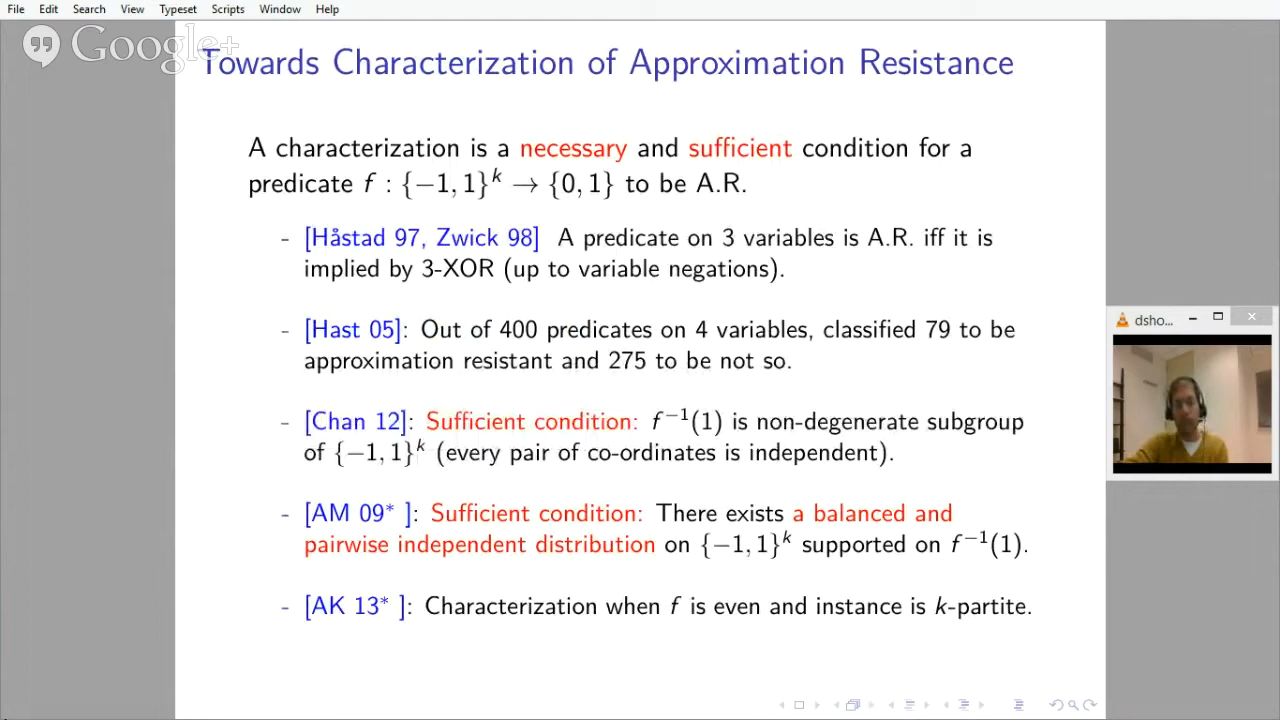 File Edit Search View Typeset Scripts Window Help
Google+
Towards Characterization of Approximation Resistance
A characterization is a necessary and sufficient condition for a
predicate f : {−1, 1}^k → {0, 1} to be A.R.
- [Håstad 97, Zwick 98] A predicate on 3 variables is A.R. iff it is
implied by 3-XOR (up to variable negations).
- [Hast 05]: Out of 400 predicates on 4 variables, classified 79 to be
approximation resistant and 275 to be not so.
- [Chan 12]: Sufficient condition: f^−1(1) is non-degenerate subgroup
of {−1, 1}^k (every pair of co-ordinates is independent).
- [AM 09* ]: Sufficient condition: There exists a balanced and
pairwise independent distribution on {−1, 1}^k supported on f^−1(1).
- [AK 13* ]: Characterization when f is even and instance is k-partite.
dsho...